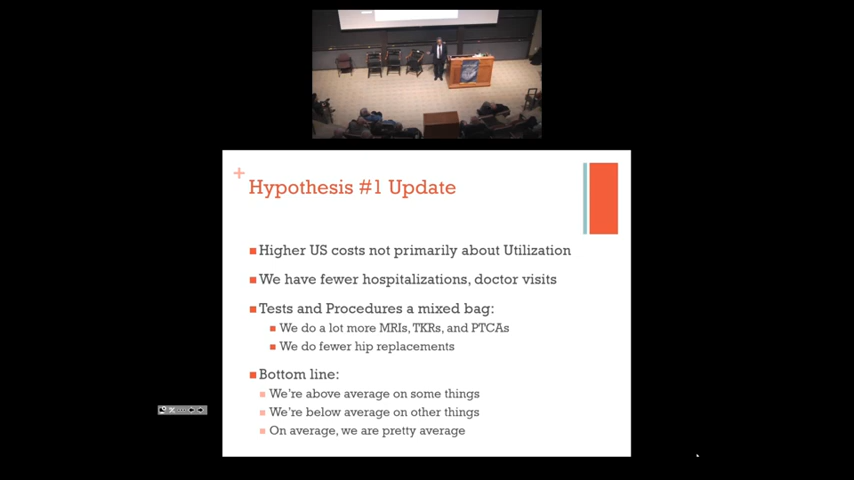 Hypothesis #1 Update
Higher US costs not primarily about Utilization
We have fewer hospitalizations, doctor visits
Tests and Procedures a mixed bag:
We do a lot more MRIs, TKRs, and PTCAs
We do fewer hip replacements
Bottom line:
We're above average on some things
We're below average on other things
On average, we are pretty average